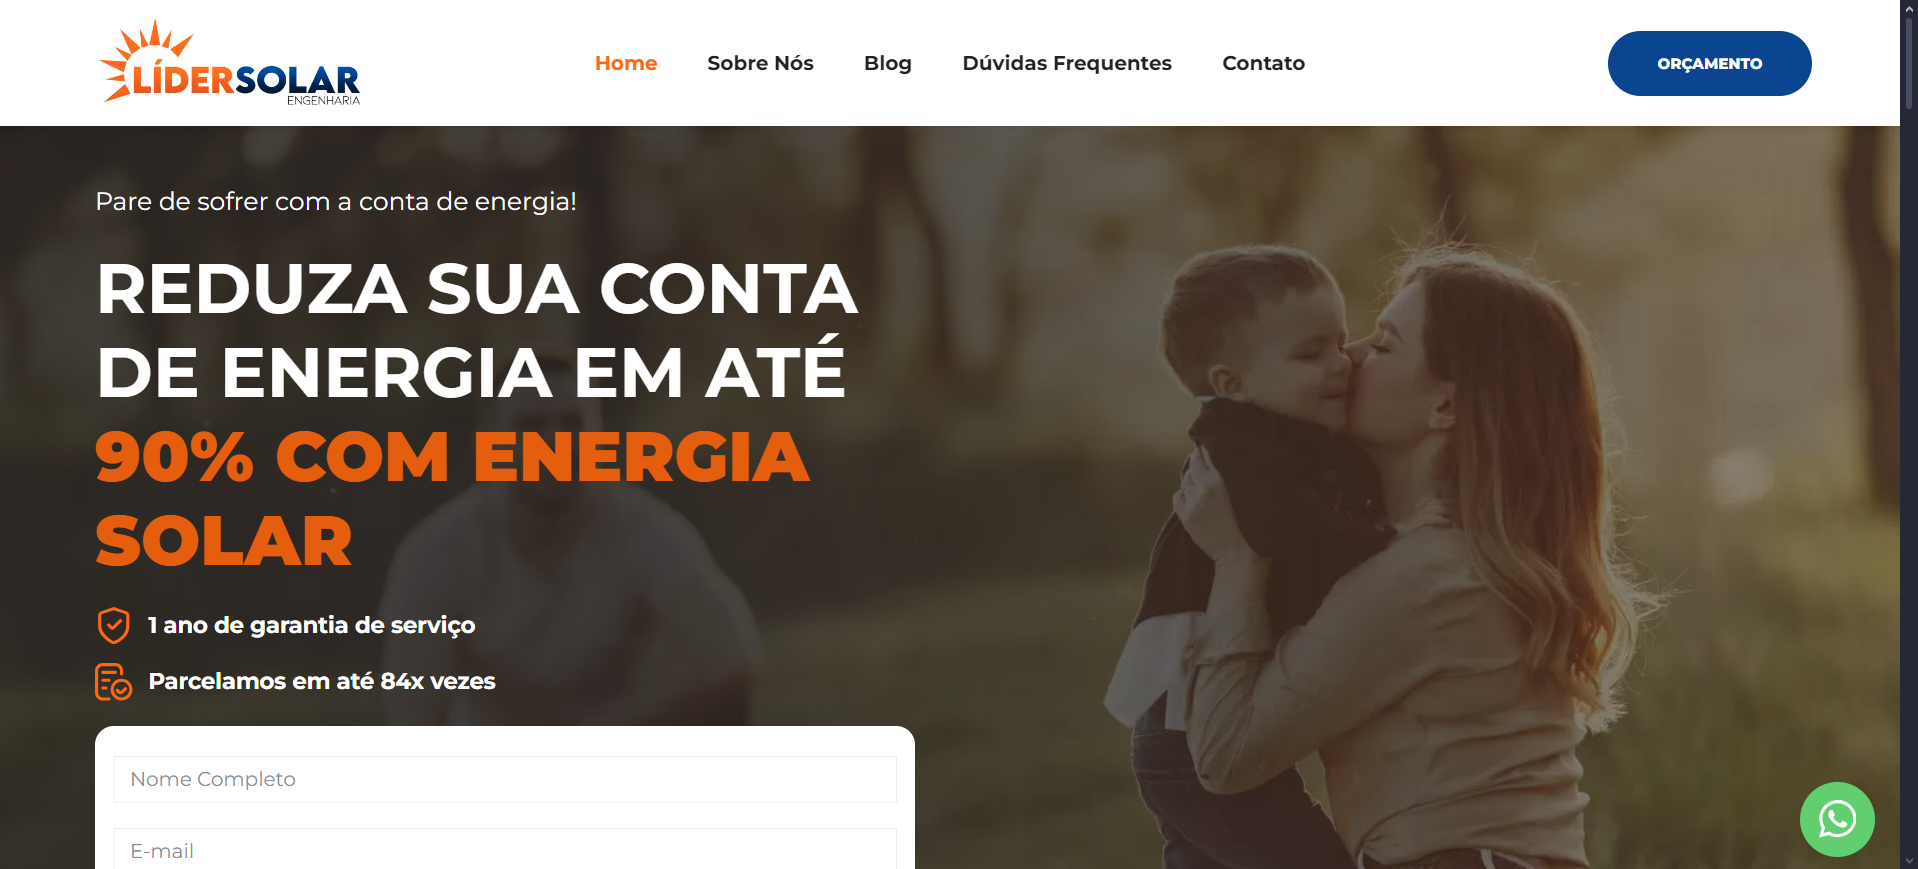 LÍDERSOLAR
ENGENHARIA
Home
Sobre Nós
Blog
Dúvidas Frequentes
Contato
ORÇAMENTO
Pare de sofrer com a conta de energia!
REDUZA SUA CONTA
DE ENERGIA EM ATÉ
90% COM ENERGIA
SOLAR
1 ano de garantia de serviço
Parcelamos em até 84x vezes
Nome Completo
E-mail